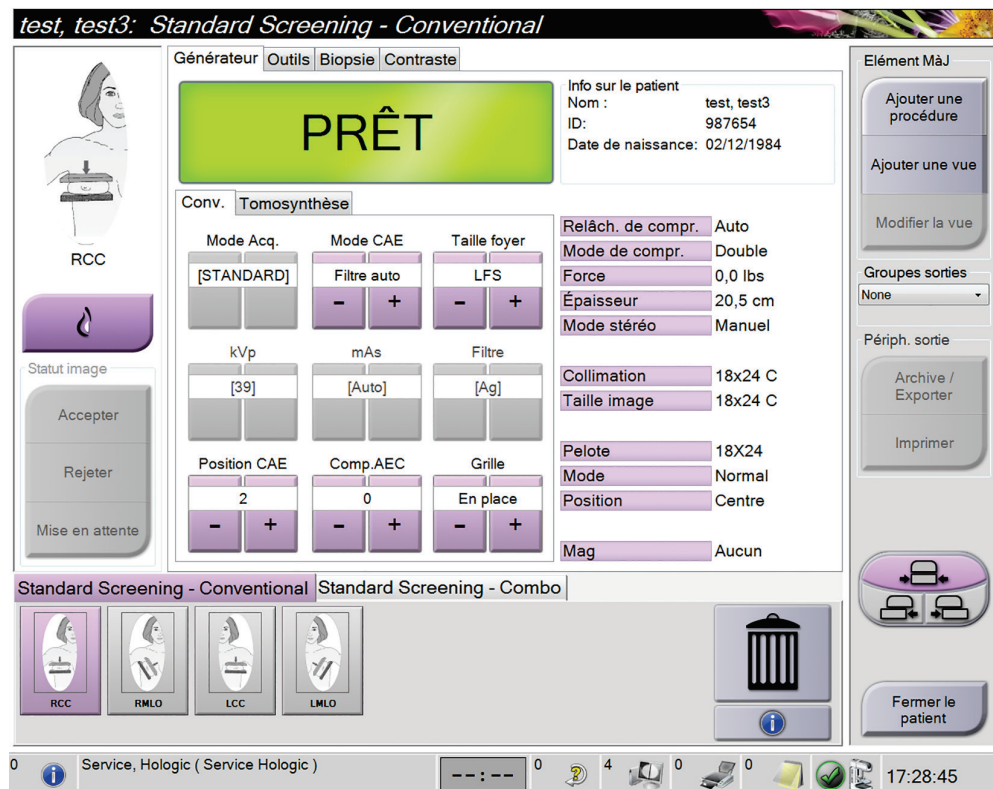 test, test3: Standard Screening - Conventional
RCC
Statut image
Accepter
Rejeter
Mise en attente
Générateur Outils Biopsie Contraste
PRÊT
Info sur le patient
Nom : test, test3
ID: 987654
Date de naissance: 02/12/1984
Conv. Tomosynthèse
Mode Acq. Mode CAE Taille foyer
[STANDARD] Filtre auto LFS
- + - +
kVp mAs Filtre
[39] [Auto] [Ag]
Position CAE Comp.AEC Grille
2 0 En place
- + - + - +
Relâch. de compr. Auto
Mode de compr. Double
Force 0,0 lbs
Épaisseur 20,5 cm
Mode stéréo Manuel
Collimation 18x24 C
Taille image 18x24 C
Pelote 18X24
Mode Normal
Position Centre
Mag Aucun
Elément MàJ
Ajouter une
procédure
Ajouter une vue
Modifier la vue
Groupes sorties
None
Périph. sortie
Archive /
Exporter
Imprimer
Fermer le
patient
Standard Screening - Conventional Standard Screening - Combo
RCC RMLO LCC LMLO
0 Service, Hologic ( Service Hologic ) --:-- 0 4 0 0 17:28:45